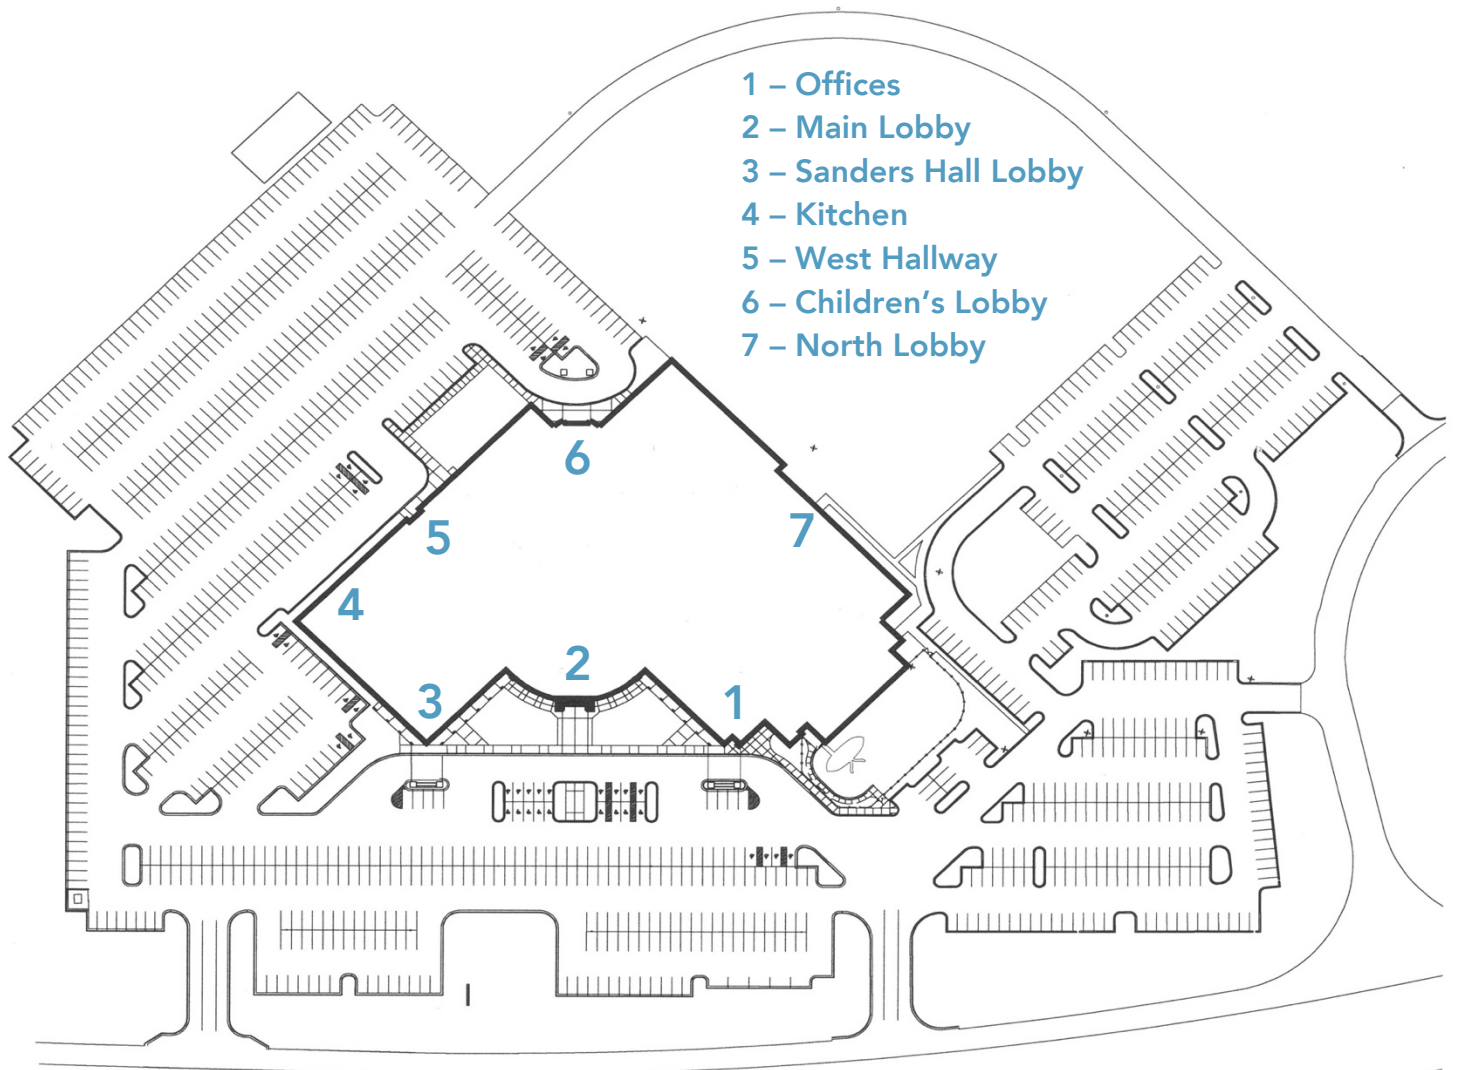 1 – Offices
2 – Main Lobby
3 – Sanders Hall Lobby
4 – Kitchen
5 – West Hallway
6 – Children’s Lobby
7 – North Lobby
6
7
5
4
2
3
1